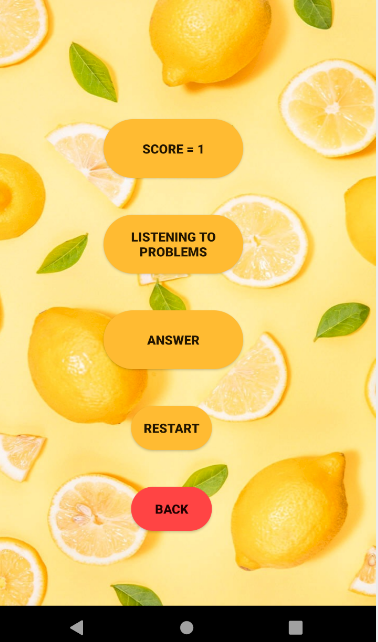 SCORE = 1
LISTENING TO
PROBLEMS
ANSWER
RESTART
BACK